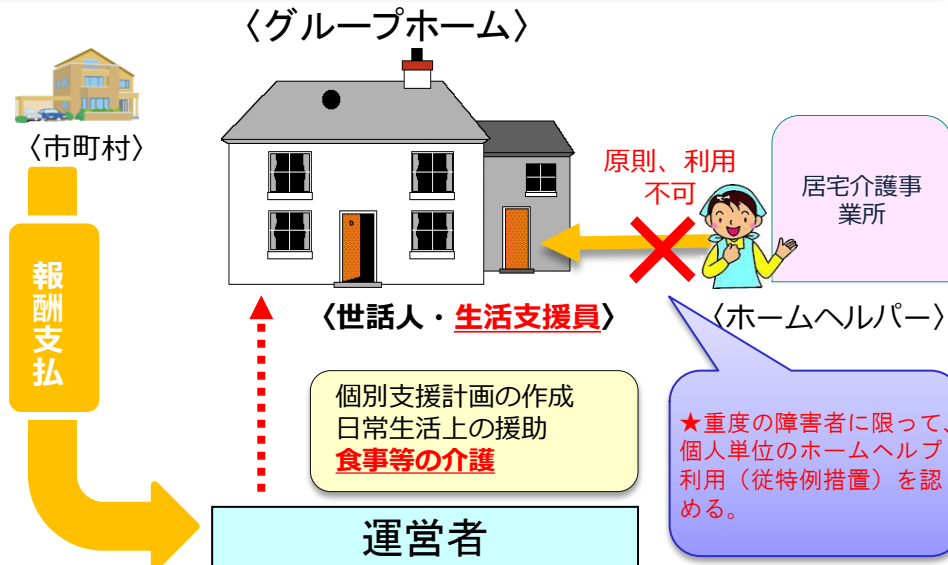 〈グループホーム〉
〈市町村〉
報酬支払
原則、利用
不可
居宅介護事
業所
〈世話人・生活支援員〉
〈ホームヘルパー〉
個別支援計画の作成
日常生活上の援助
食事等の介護
★重度の障害者に限って、
個人単位のホームヘルプ
利用（従特例措置）を認
める。
運営者